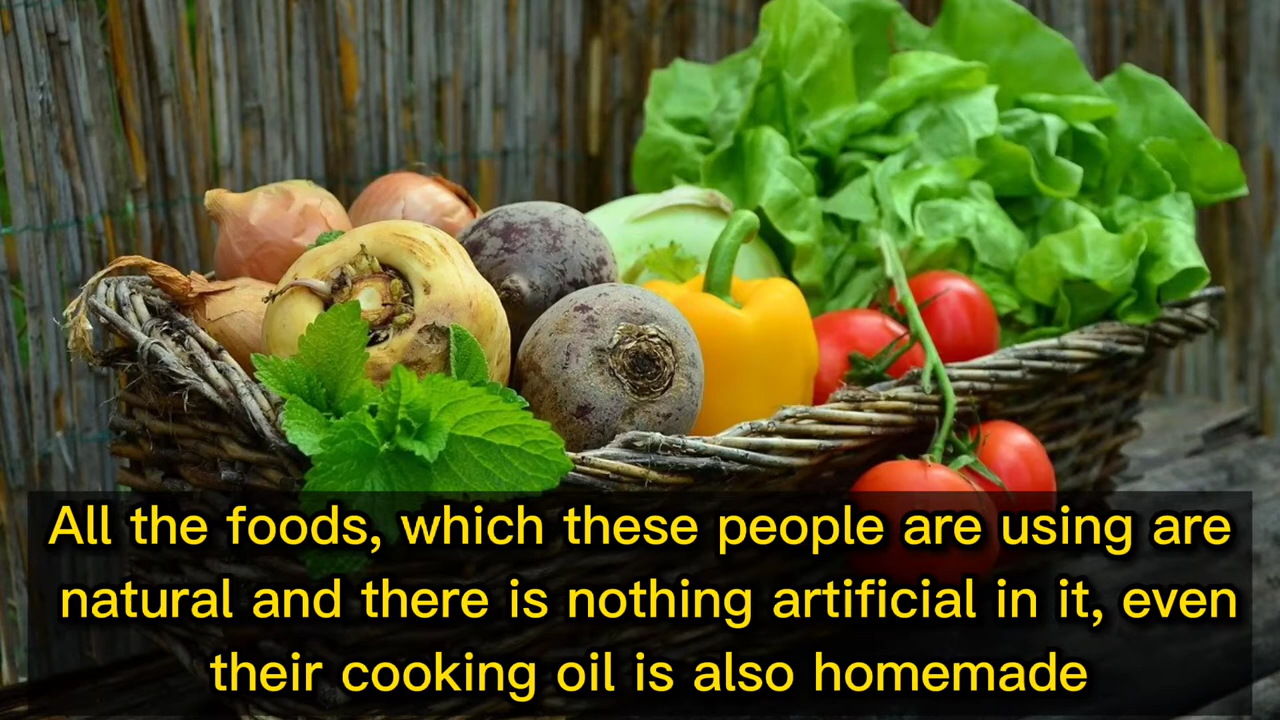 All the foods, which these people are using are
natural and there is nothing artificial in it, even
their cooking oil is also homemade